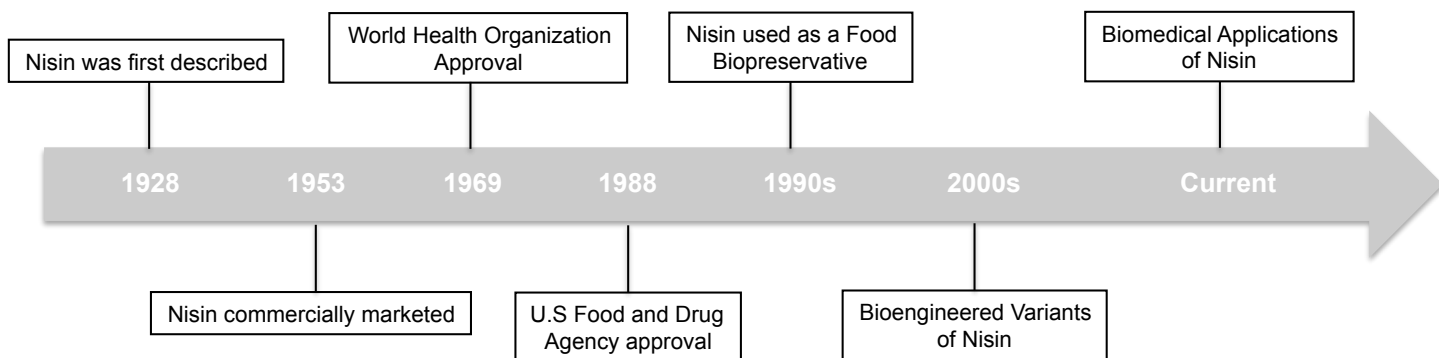 Nisin was first described
World Health Organization
Approval
Nisin used as a Food
Biopreservative
Biomedical Applications
of Nisin
1928
1953
1969
1988
1990s
2000s
Current
Nisin commercially marketed
U.S Food and Drug
Agency approval
Bioengineered Variants
of Nisin